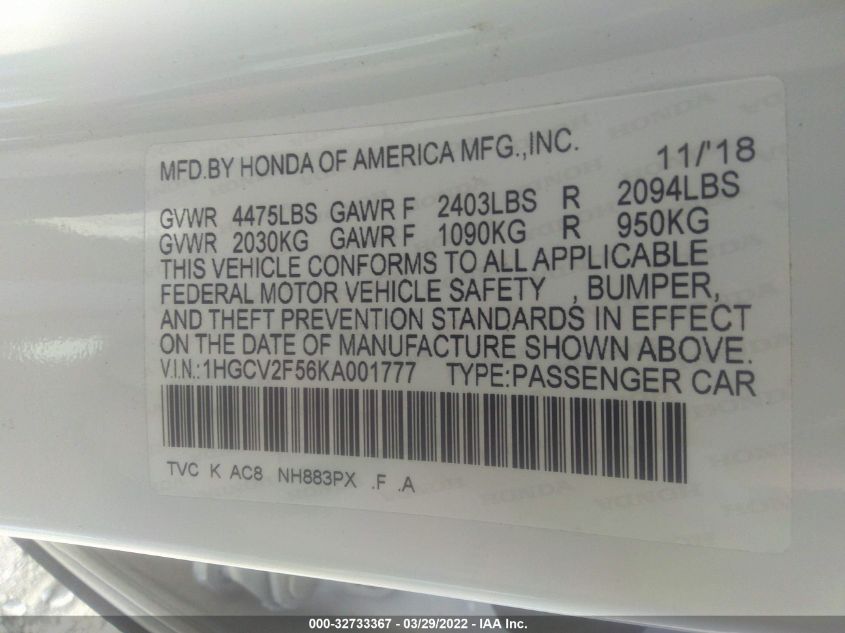 MFD.BY HONDA OF AMERICA MFG.,INC. 11/'18
GVWR 4475LBS GAWR F 2403LBS R 2094LBS
GVWR 2030KG GAWR F 1090KG R 950KG
THIS VEHICLE CONFORMS TO ALL APPLICABLE
FEDERAL MOTOR VEHICLE SAFETY , BUMPER,
AND THEFT PREVENTION STANDARDS IN EFFECT
ON THE DATE OF MANUFACTURE SHOWN ABOVE.
V.I.N.:1HGCV2F56KA001777 TYPE:PASSENGER CAR
TVC K AC8 NH883PX .F .A
000-32733367 - 03/29/2022 - IAA Inc.